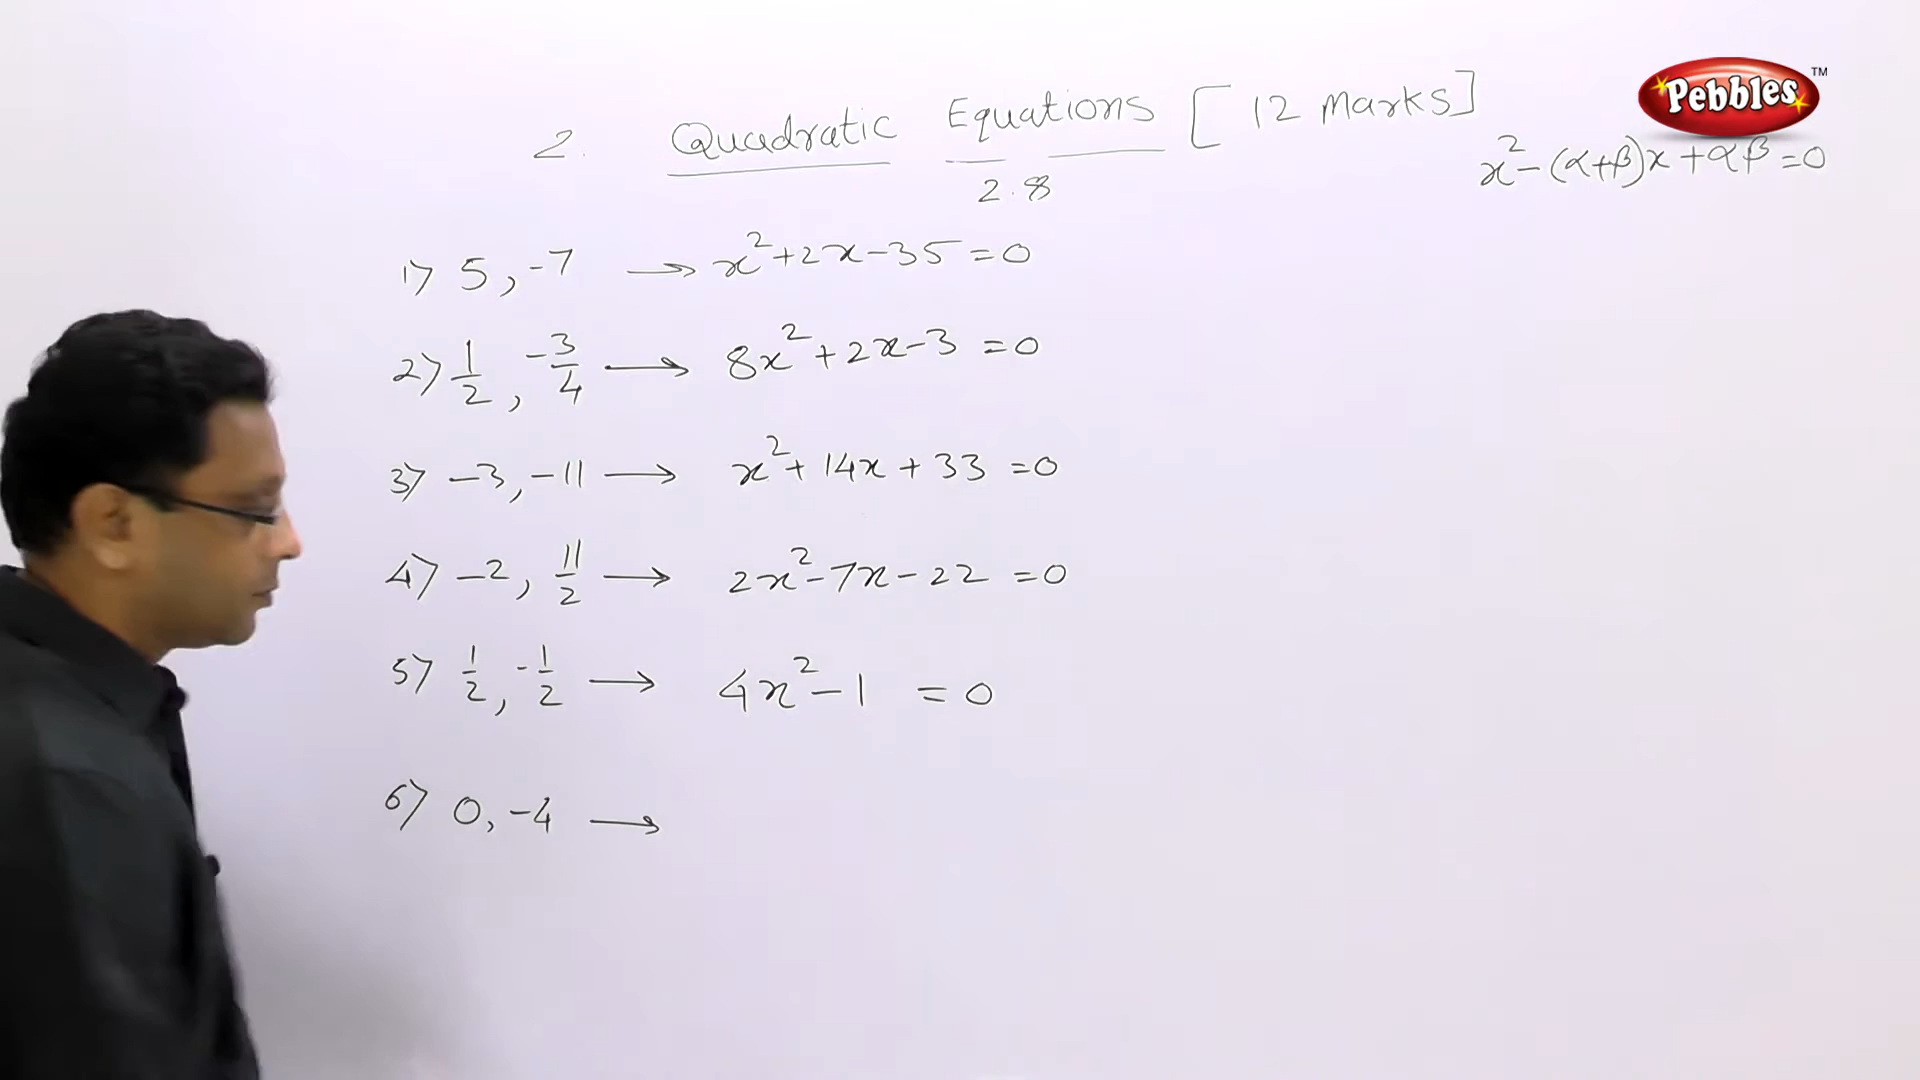 Pebbles™
2. Quadratic Equations [12 Marks]
x²-(α+β)x+αβ=0
2.8
1) 5, -7 → x²+2x-35=0
2) 1/2, -3/4 → 8x²+2x-3=0
3) -3, -11 → x²+14x+33=0
4) -2, 11/2 → 2x²-7x-22=0
5) 1/2, -1/2 → 4x²-1=0
6) 0, -4 →